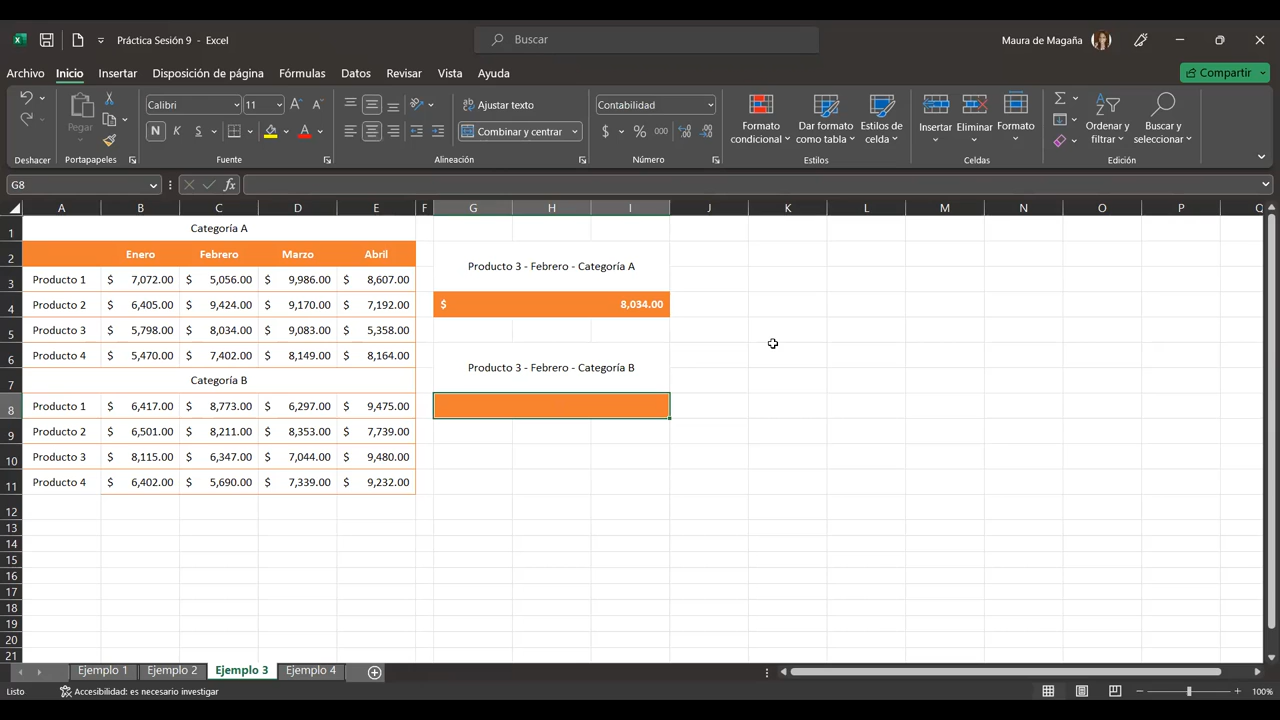 Práctica Sesión 9 - Excel
Buscar
Maura de Magaña
Archivo Inicio Insertar Disposición de página Fórmulas Datos Revisar Vista Ayuda
Compartir
Pegar
Calibri 11
N K S
Ajustar texto
Combinar y centrar
Contabilidad
$ % 000
Formato condicional
Dar formato como tabla
Estilos de celda
Insertar
Eliminar
Formato
Ordenar y filtrar
Buscar y seleccionar
Deshacer Portapapeles Fuente Alineación Número Estilos Celdas Edición
G8
fx
A B C D E F G H I J K L M N O P Q
1 Categoría A
2 Enero Febrero Marzo Abril
Producto 3 - Febrero - Categoría A
3 Producto 1 $ 7,072.00 $ 5,056.00 $ 9,986.00 $ 8,607.00
4 Producto 2 $ 6,405.00 $ 9,424.00 $ 9,170.00 $ 7,192.00 $ 8,034.00
5 Producto 3 $ 5,798.00 $ 8,034.00 $ 9,083.00 $ 5,358.00
6 Producto 4 $ 5,470.00 $ 7,402.00 $ 8,149.00 $ 8,164.00
Producto 3 - Febrero - Categoría B
7 Categoría B
8 Producto 1 $ 6,417.00 $ 8,773.00 $ 6,297.00 $ 9,475.00
9 Producto 2 $ 6,501.00 $ 8,211.00 $ 8,353.00 $ 7,739.00
10 Producto 3 $ 8,115.00 $ 6,347.00 $ 7,044.00 $ 9,480.00
11 Producto 4 $ 6,402.00 $ 5,690.00 $ 7,339.00 $ 9,232.00
12
13
14
15
16
17
18
19
20
21
Ejemplo 1 Ejemplo 2 Ejemplo 3 Ejemplo 4
Listo Accesibilidad: es necesario investigar 100%